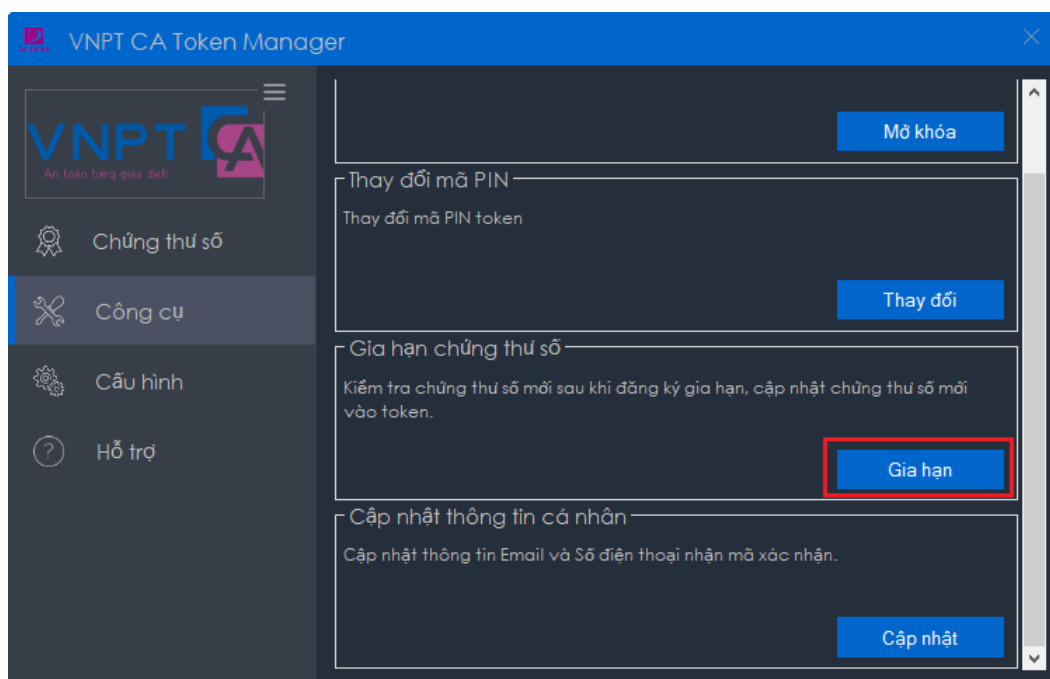 VNPT CA Token Manager
VNPT CA
An toàn từng giao dịch
Chứng thư số
Công cụ
Cấu hình
Hỗ trợ
Mở khóa
Thay đổi mã PIN
Thay đổi mã PIN token
Thay đổi
Gia hạn chứng thư số
Kiểm tra chứng thư số mới sau khi đăng ký gia hạn, cập nhật chứng thư số mới
vào token.
Gia hạn
Cập nhật thông tin cá nhân
Cập nhật thông tin Email và Số điện thoại nhận mã xác nhận.
Cập nhật